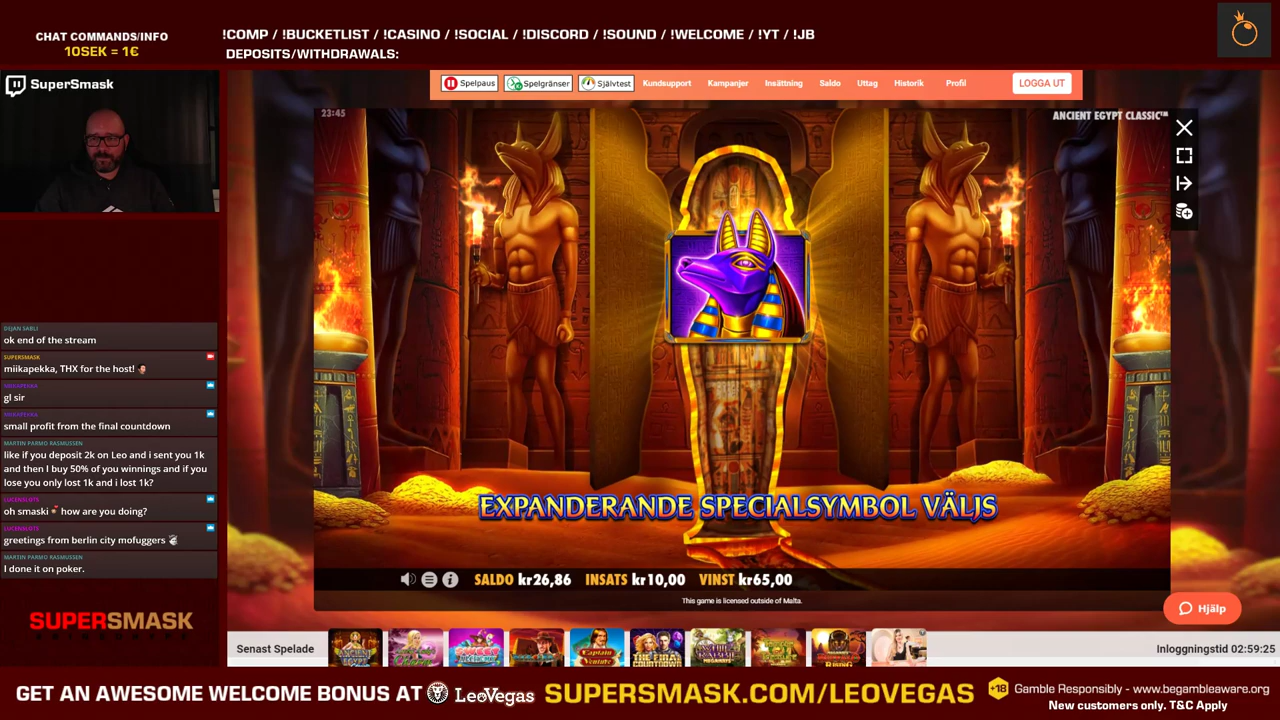 CHAT COMMANDS/INFO
10SEK = 1€
!COMP / !BUCKETLIST / !CASINO / !SOCIAL / !DISCORD / !SOUND / !WELCOME / !YT / !JB
DEPOSITS/WITHDRAWALS:
SuperSmask
Spelpaus
Spelgränser
Självtest
Kundsupport
Kampanjer
Insättning
Saldo
Uttag
Historik
Profil
LOGGA UT
23:45
ANCIENT EGYPT CLASSIC™
DEJAN SABLI
ok end of the stream
SUPERSMASK
miikapekka, THX for the host!
MIIKAPEKKA
gl sir
MIIKAPEKKA
small profit from the final countdown
MARTIN PARMO RASMUSSEN
like if you deposit 2k on Leo and i sent you 1k
and then I buy 50% of you winnings and if you
lose you only lost 1k and i lost 1k?
LUCENSLOTS
oh smaski how are you doing?
LUCENSLOTS
greetings from berlin city mofuggers
MARTIN PARMO RASMUSSEN
I done it on poker.
SUPERSMASK
EXPANDERANDE SPECIALSYMBOL VÄLJS
SALDO kr26,86 INSATS kr10,00 VINST kr65,00
This game is licensed outside of Malta.
Hjälp
Senast Spelade
Inloggningstid 02:59:25
GET AN AWESOME WELCOME BONUS AT LeoVegas SUPERSMASK.COM/LEOVEGAS
+18 Gamble Responsibly - www.begambleaware.org
New customers only. T&C Apply